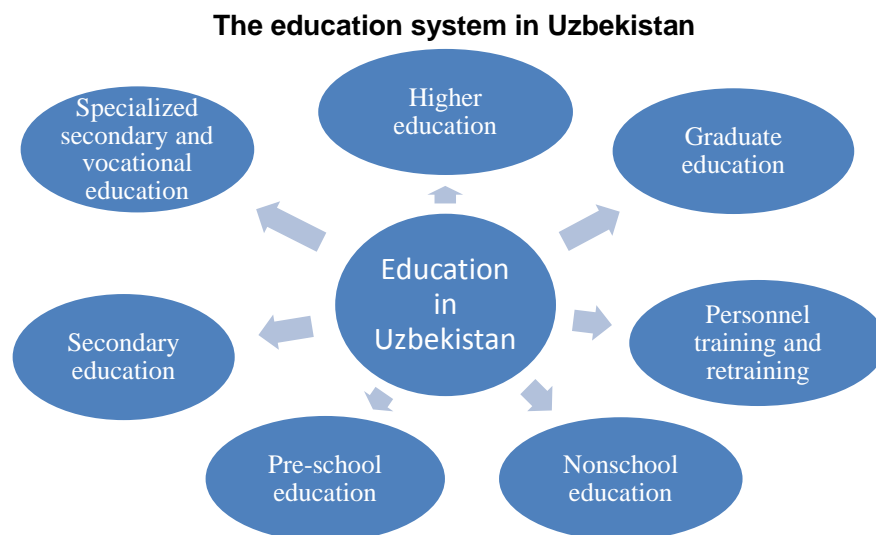 The education system in Uzbekistan
Specialized
secondary and
vocational
education
Higher
education
Graduate
education
Education
in
Uzbekistan
Secondary
education
Personnel
training and
retraining
Pre-school
education
Nonschool
education